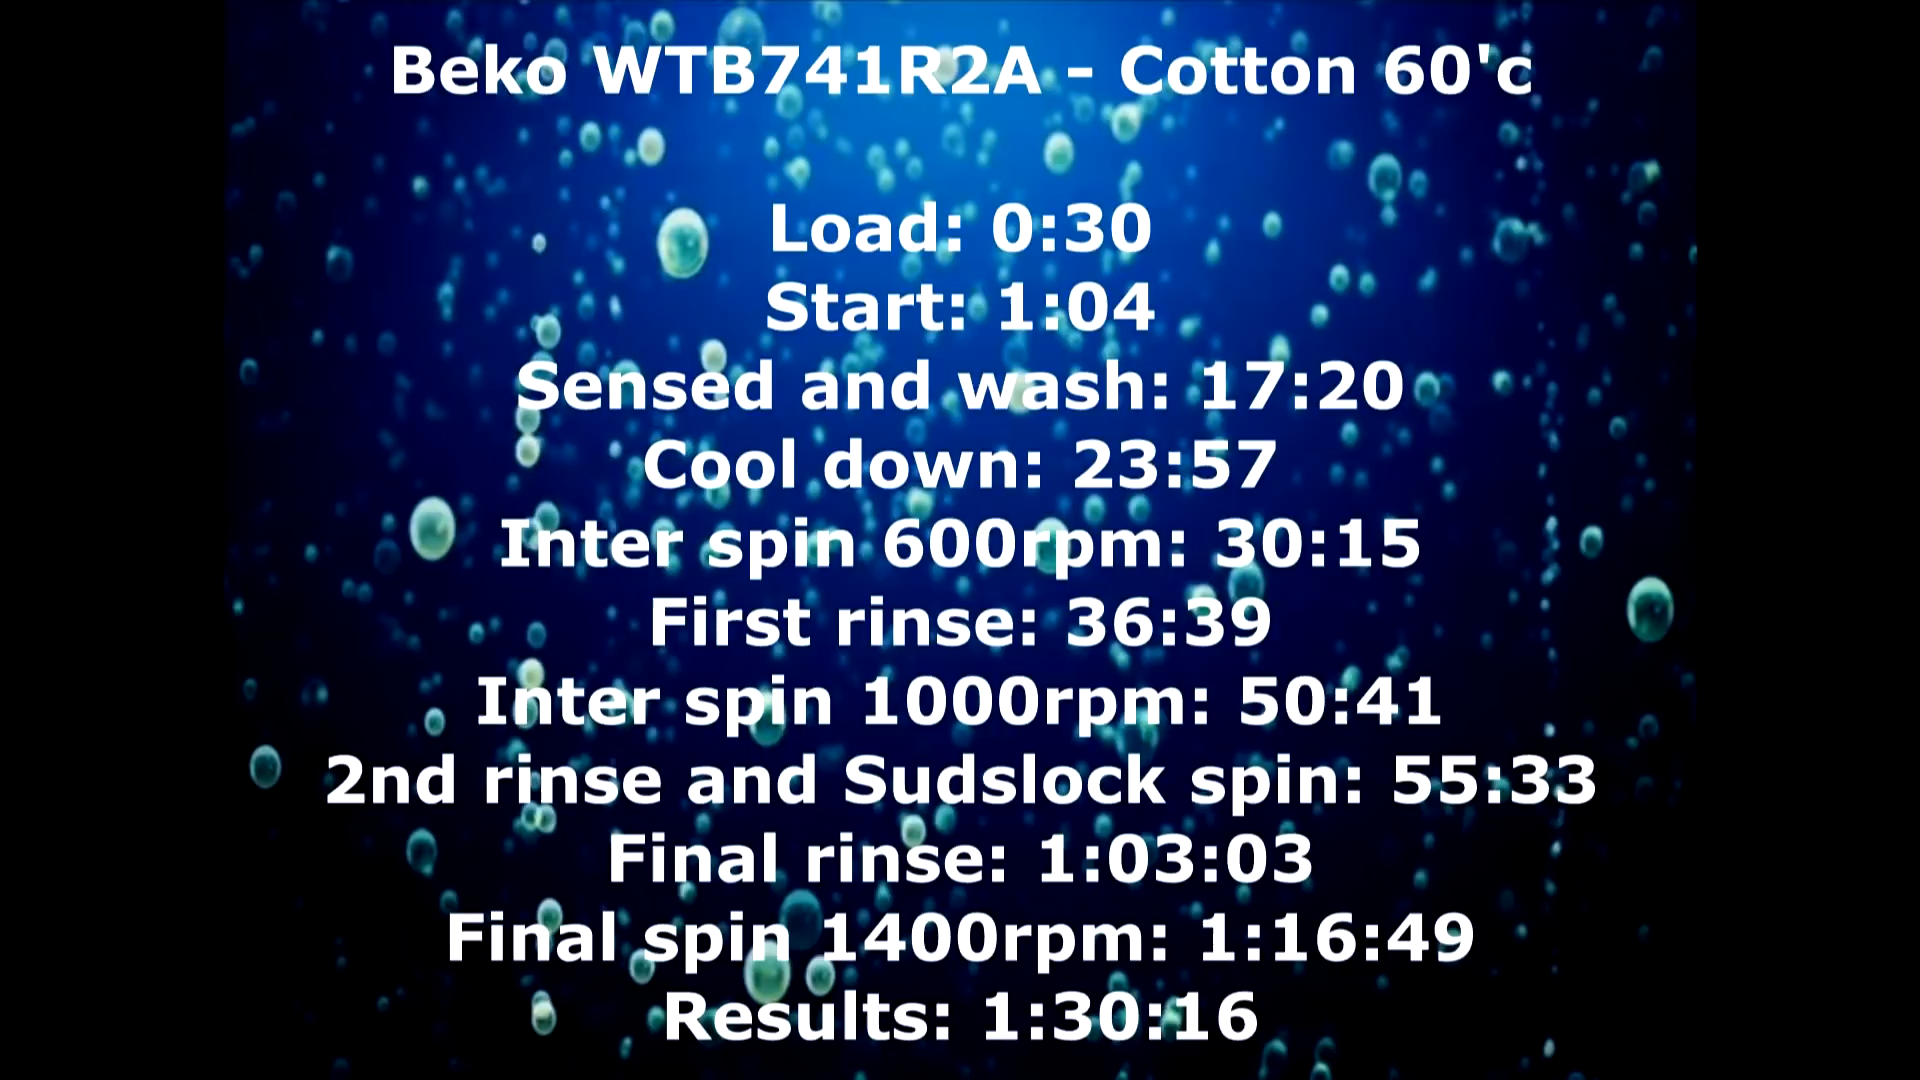 Beko WTB741R2A - Cotton 60'c
Load: 0:30
Start: 1:04
Sensed and wash: 17:20
Cool down: 23:57
Inter spin 600rpm: 30:15
First rinse: 36:39
Inter spin 1000rpm: 50:41
2nd rinse and Sudslock spin: 55:33
Final rinse: 1:03:03
Final spin 1400rpm: 1:16:49
Results: 1:30:16